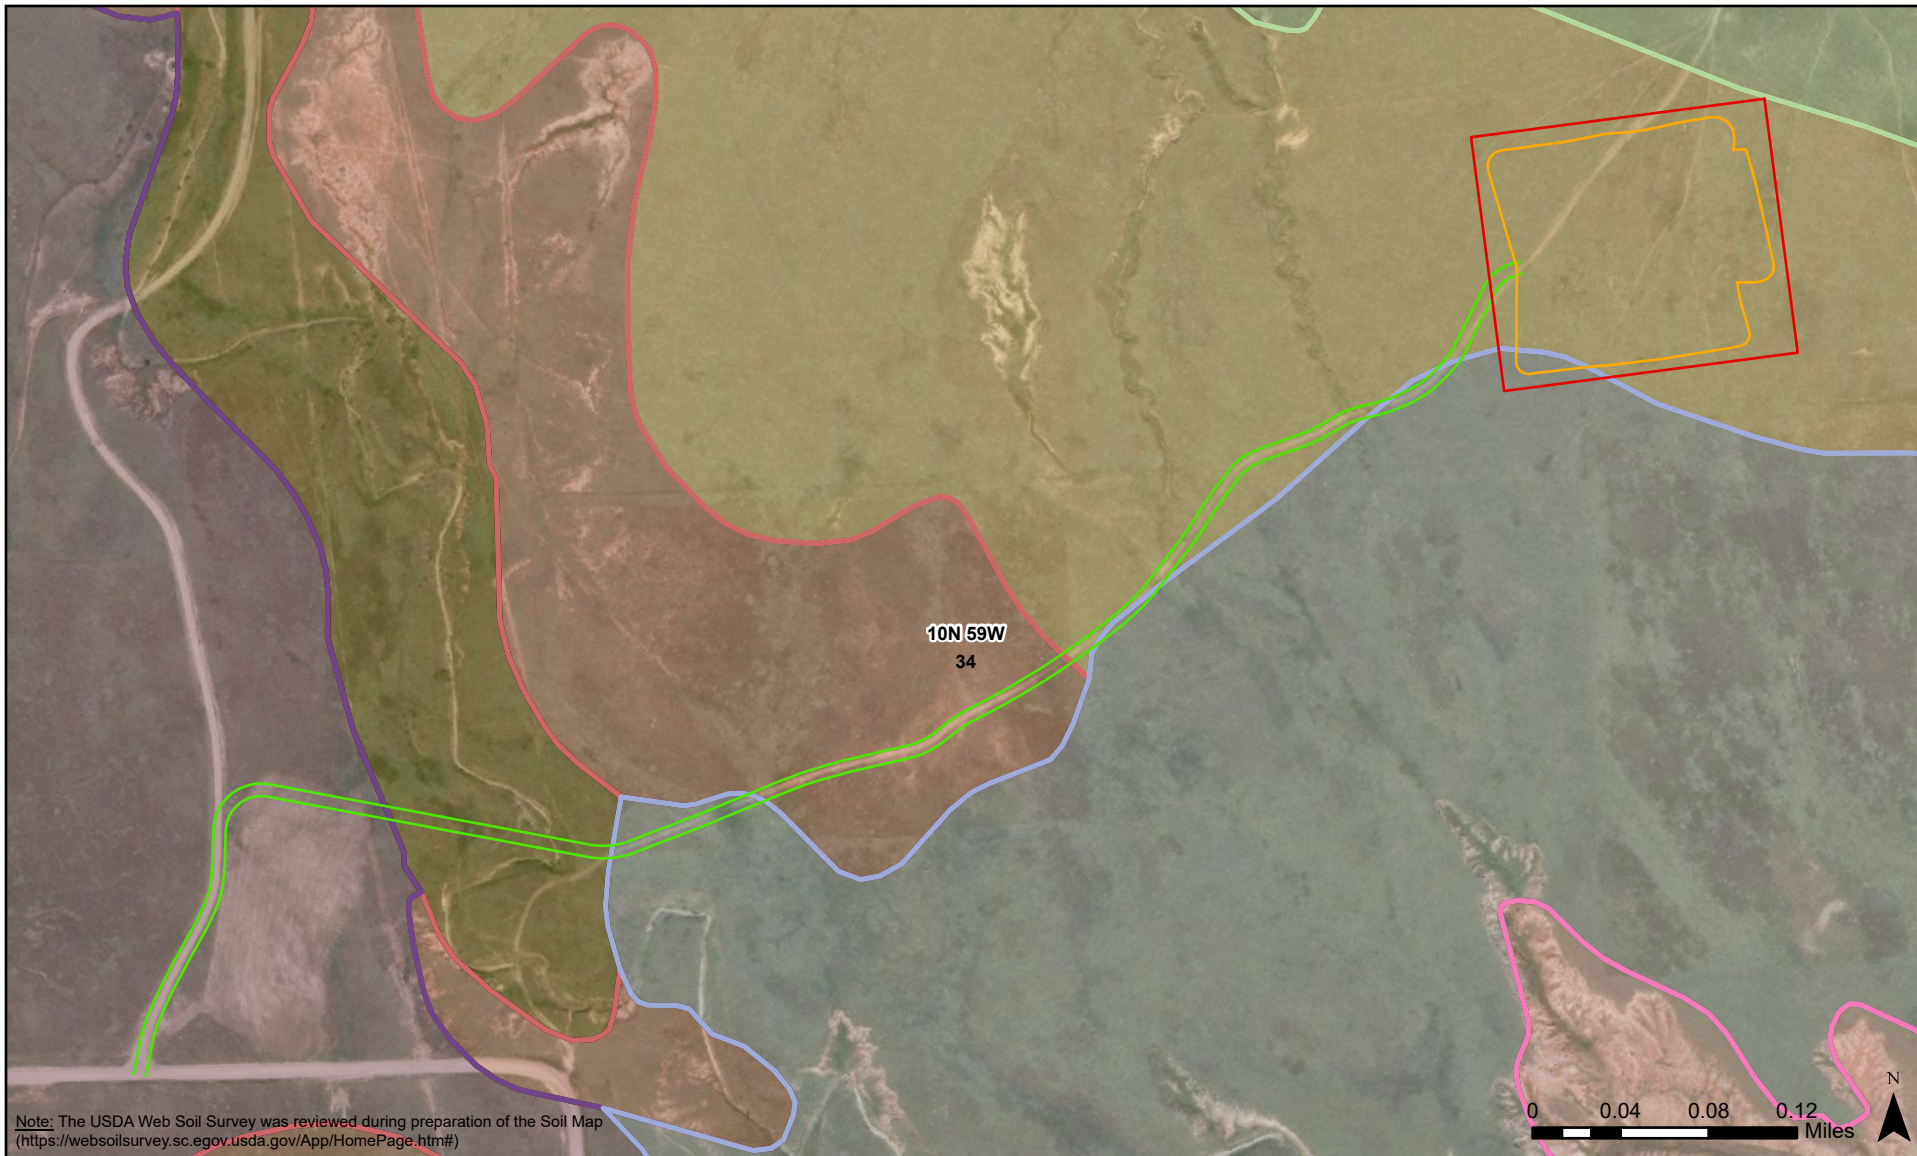 10N 59W
34
Note: The USDA Web Soil Survey was reviewed during preparation of the Soil Map
(https://websoilsurvey.sc.egov.usda.gov/App/HomePage.htm#)
N
0 0.04 0.08 0.12
Miles